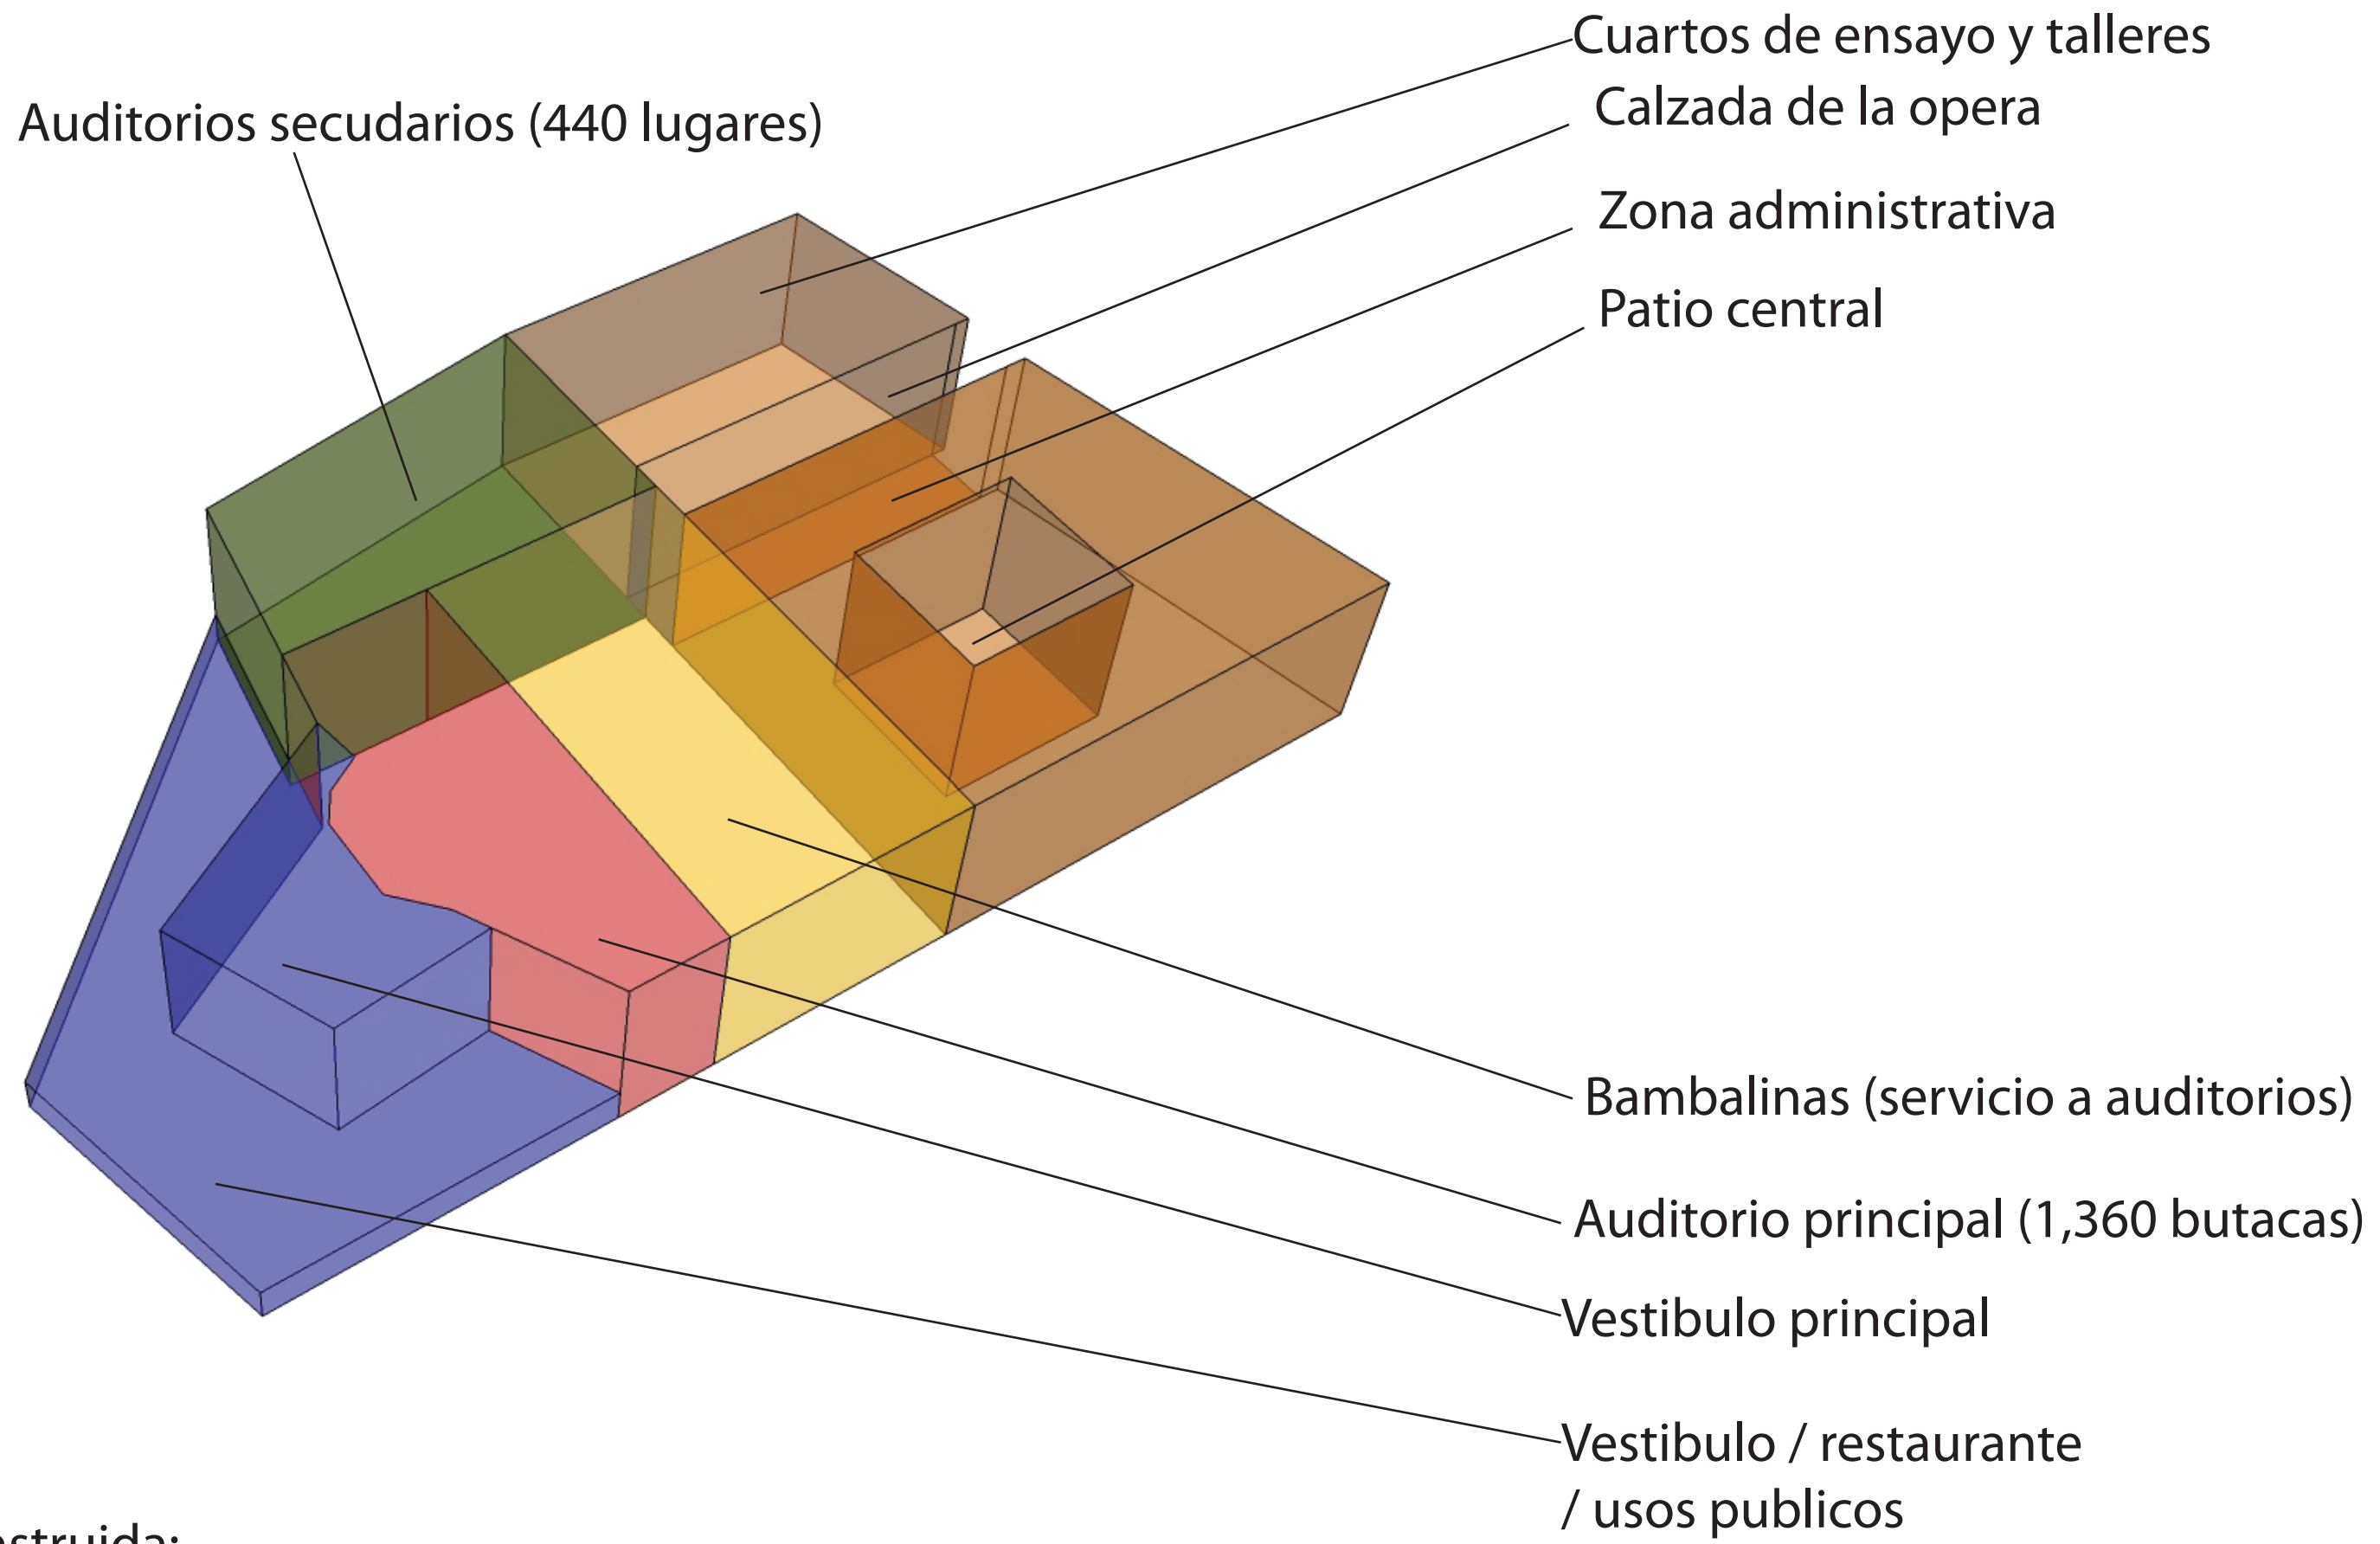 Cuartos de ensayo y talleres
Calzada de la opera
Auditorios secudarios (440 lugares)
Zona administrativa
Patio central
Bambalinas (servicio a auditorios)
Auditorio principal (1,360 butacas)
Vestibulo principal
Vestibulo / restaurante
/ usos publicos